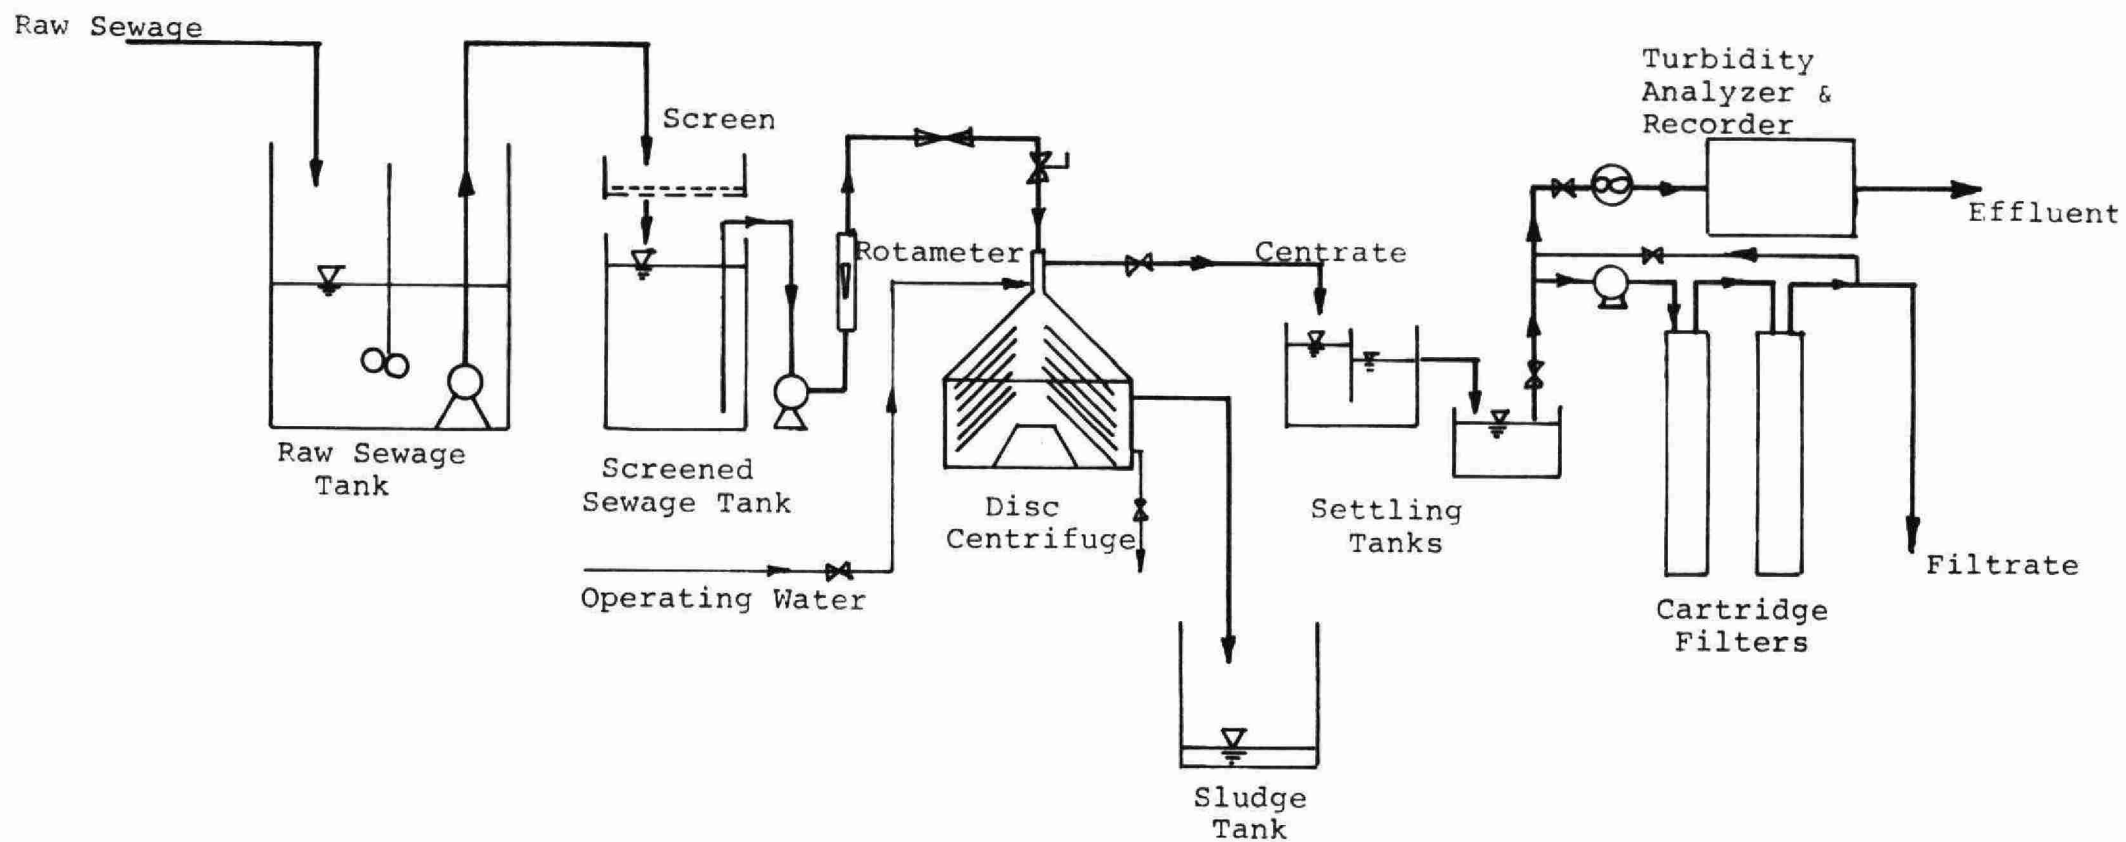 Raw Sewage
Turbidity
Analyzer &
Recorder
Screen
Effluent
Rotameter
Centrate
Raw Sewage
Tank
Screened
Sewage Tank
Disc
Centrifuge
Settling
Tanks
Operating Water
Filtrate
Cartridge
Filters
Sludge
Tank